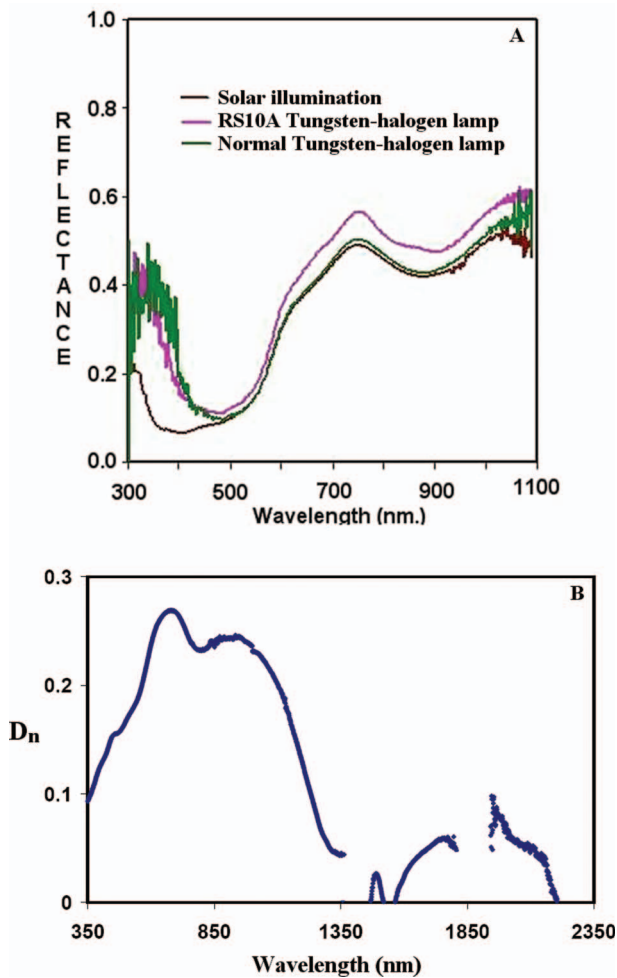 A
1.0
0.8
0.6
0.4
0.2
0.0
REFLECTANCE
Solar illumination
RS10A Tungsten-halogen lamp
Normal Tungsten-halogen lamp
300 500 700 900 1100
Wavelength (nm.)
B
0.3
0.2
0.1
0
Dn
350 850 1350 1850 2350
Wavelength (nm)